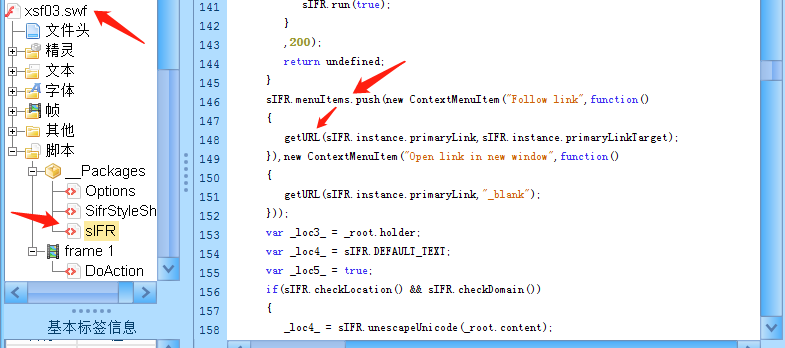 xsf03.swf
文件头
精灵
文本
字体
帧
其他
脚本
__Packages
Options
SifrStyleSh
sIFR
frame 1
DoAction
基本标签信息
141 sIFR.run(true);
142 }
143 ,200);
144 return undefined;
145 }
146 sIFR.menuItems.push(new ContextMenuItem("Follow link",function()
147 {
148 getURL(sIFR.instance.primaryLink,sIFR.instance.primaryLinkTarget);
149 }),new ContextMenuItem("Open link in new window",function()
150 {
151 getURL(sIFR.instance.primaryLink,"_blank");
152 }));
153 var _loc3_ = _root.holder;
154 var _loc4_ = sIFR.DEFAULT_TEXT;
155 var _loc5_ = true;
156 if(sIFR.checkLocation() && sIFR.checkDomain())
157 {
158 _loc4_ = sIFR.unescapeUnicode(_root.content);